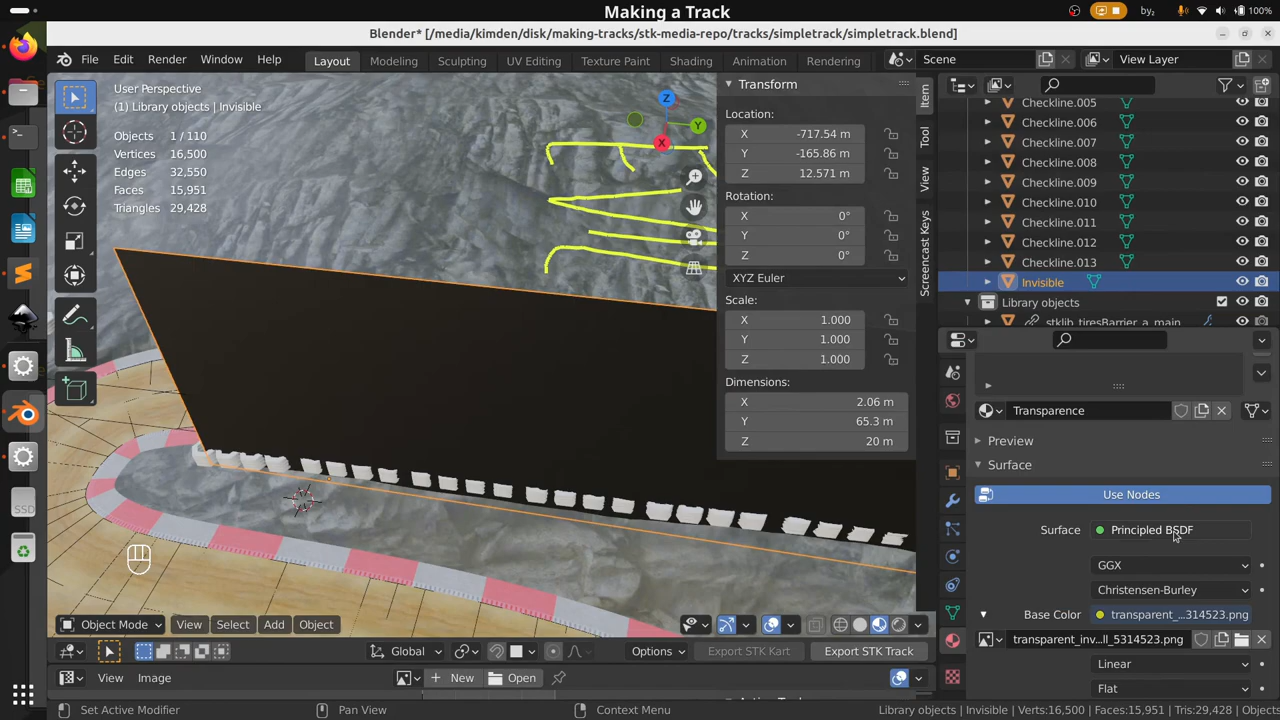 Making a Track
by₂
100%
Blender* [/media/kimden/disk/making-tracks/stk-media-repo/tracks/simpletrack/simpletrack.blend]
File Edit Render Window Help
Layout Modeling Sculpting UV Editing Texture Paint Shading Animation Rendering
Scene
View Layer
User Perspective
(1) Library objects | Invisible
Objects 1 / 110
Vertices 16,500
Edges 32,550
Faces 15,951
Triangles 29,428
Z
Y
X
Transform
Location:
X -717.54 m
Y -165.86 m
Z 12.571 m
Rotation:
X 0°
Y 0°
Z 0°
XYZ Euler
Scale:
X 1.000
Y 1.000
Z 1.000
Dimensions:
X 2.06 m
Y 65.3 m
Z 20 m
Item
Tool
View
Screencast Keys
Checkline.005
Checkline.006
Checkline.007
Checkline.008
Checkline.009
Checkline.010
Checkline.011
Checkline.012
Checkline.013
Invisible
Library objects
stklib_tiresBarrier_a_main
Transparence
Preview
Surface
Use Nodes
Surface Principled BSDF
GGX
Christensen-Burley
Base Color transparent_...314523.png
transparent_inv...ll_5314523.png
Linear
Flat
SSD
Object Mode View Select Add Object
Global
Options
Export STK Kart
Export STK Track
View Image
New
Open
Set Active Modifier
Pan View
Context Menu
Library objects | Invisible | Verts:16,500 | Faces:15,951 | Tris:29,428 | Objects